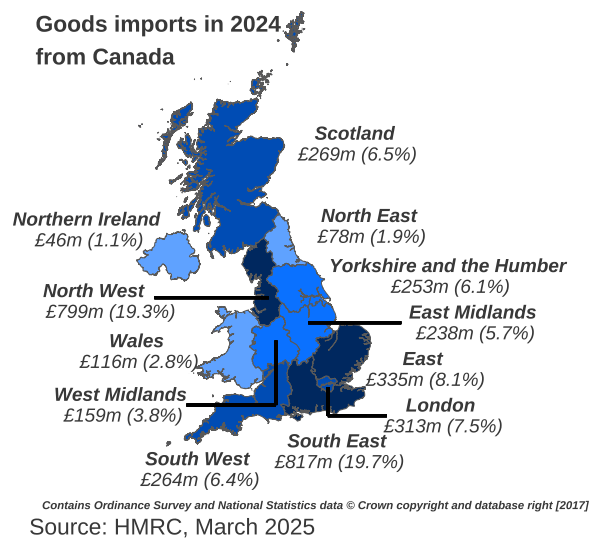 Goods imports in 2024
from Canada
Scotland
£269m (6.5%)
Northern Ireland
£46m (1.1%)
North East
£78m (1.9%)
Yorkshire and the Humber
£253m (6.1%)
North West
£799m (19.3%)
East Midlands
£238m (5.7%)
Wales
£116m (2.8%)
East
£335m (8.1%)
West Midlands
£159m (3.8%)
London
£313m (7.5%)
South East
£817m (19.7%)
South West
£264m (6.4%)
Contains Ordinance Survey and National Statistics data © Crown copyright and database right [2017]
Source: HMRC, March 2025